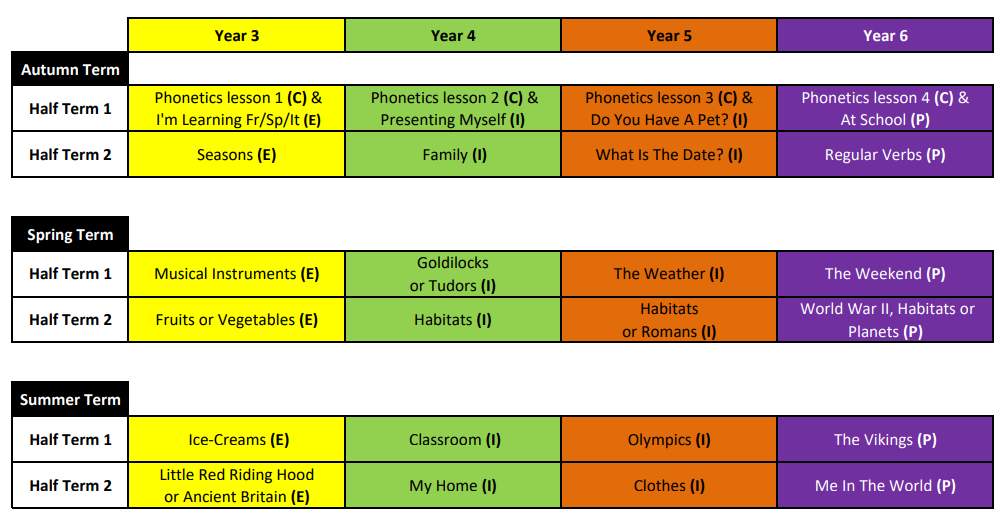 Year 3 Year 4 Year 5 Year 6
Autumn Term
Half Term 1
Phonetics lesson 1 (C) &
I'm Learning Fr/Sp/It (E)
Phonetics lesson 2 (C) &
Presenting Myself (I)
Phonetics lesson 3 (C) &
Do You Have A Pet? (I)
Phonetics lesson 4 (C) &
At School (P)
Half Term 2 Seasons (E) Family (I) What Is The Date? (I) Regular Verbs (P)
Spring Term
Half Term 1 Musical Instruments (E)
Goldilocks
or Tudors (I)
The Weather (I) The Weekend (P)
Half Term 2 Fruits or Vegetables (E) Habitats (I)
Habitats
or Romans (I)
World War II, Habitats or
Planets (P)
Summer Term
Half Term 1 Ice-Creams (E) Classroom (I) Olympics (I) The Vikings (P)
Half Term 2
Little Red Riding Hood
or Ancient Britain (E)
My Home (I) Clothes (I) Me In The World (P)